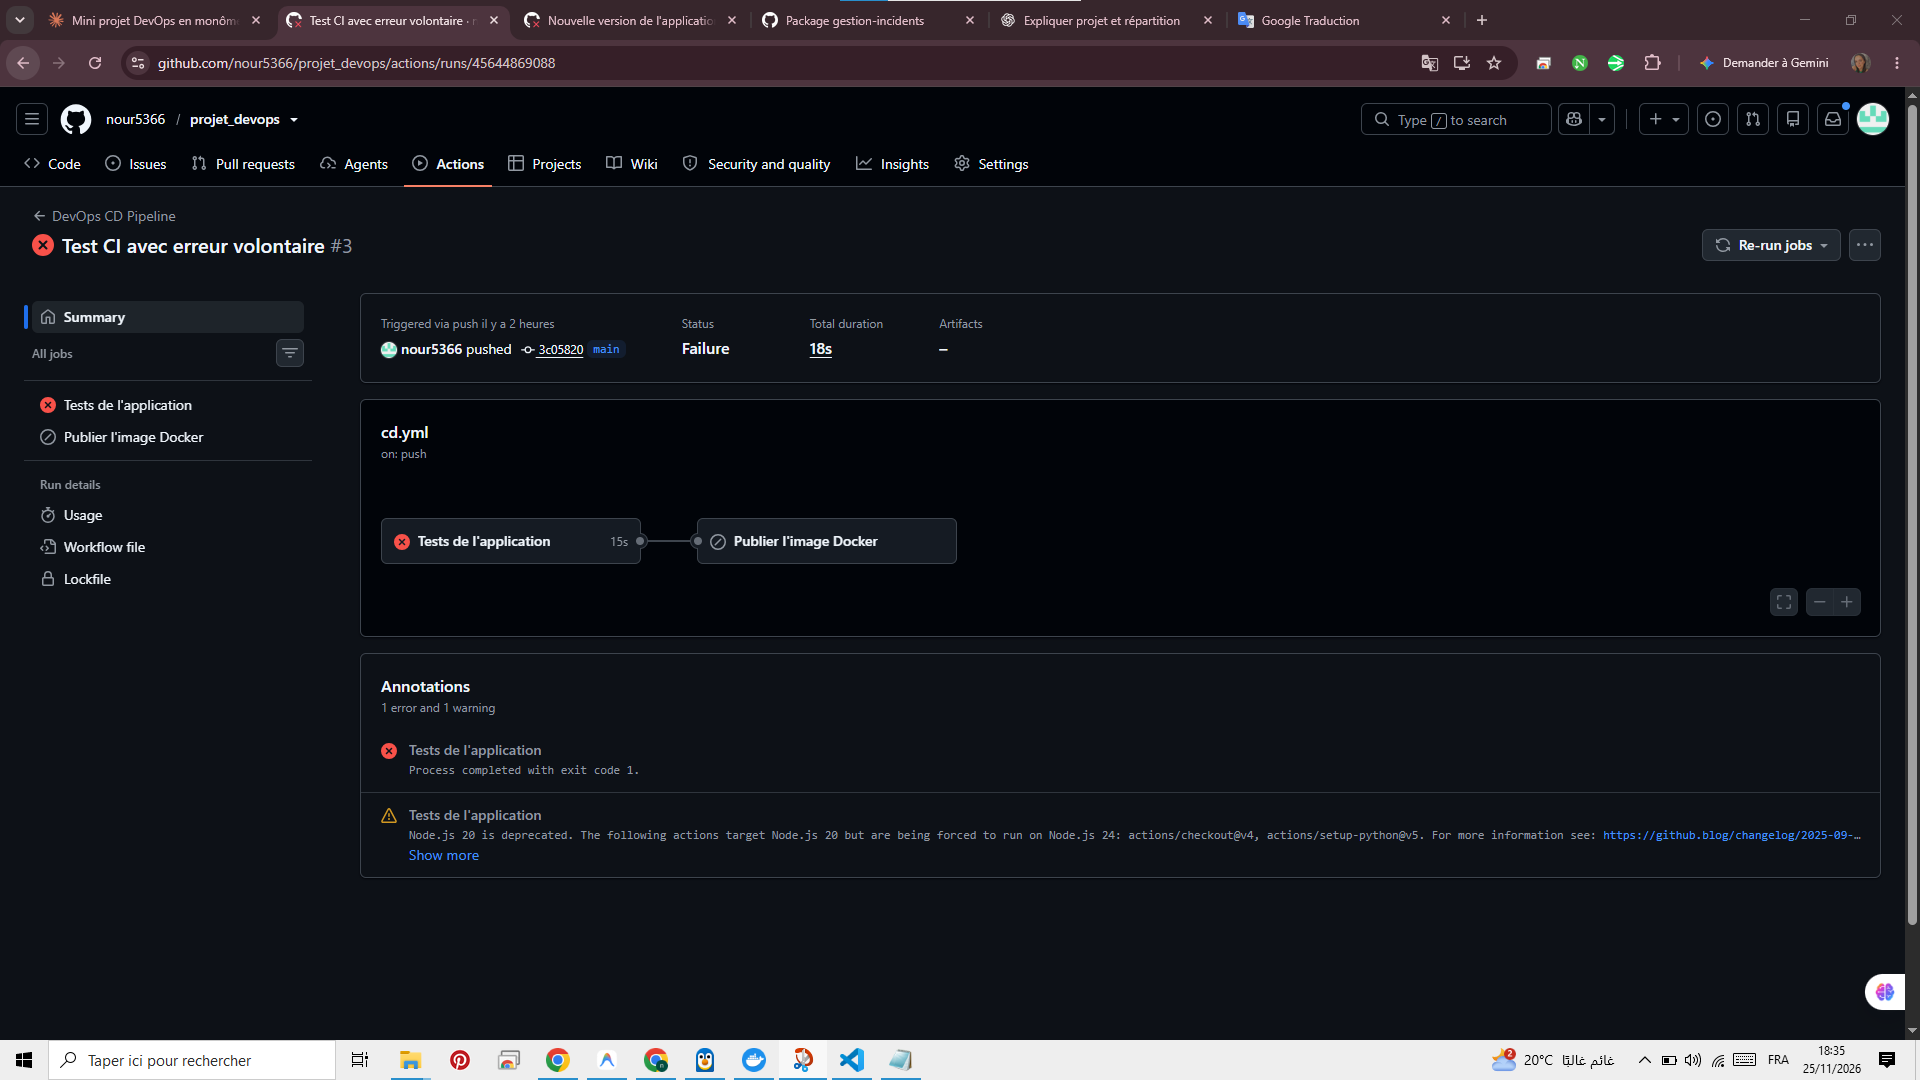 Mini projet DevOps en monôm
Test CI avec erreur volontaire · n
Nouvelle version de l'applicatio
Package gestion-incidents
Expliquer projet et répartition
Google Traduction
github.com/nour5366/projet_devops/actions/runs/45644869088
Demander à Gemini
nour5366 / projet_devops
Type / to search
Code
Issues
Pull requests
Agents
Actions
Projects
Wiki
Security and quality
Insights
Settings
DevOps CD Pipeline
Test CI avec erreur volontaire #3
Re-run jobs
Summary
All jobs
Tests de l'application
Publier l'image Docker
Run details
Usage
Workflow file
Lockfile
Triggered via push il y a 2 heures
nour5366 pushed 3c05820 main
Status
Failure
Total duration
18s
Artifacts
–
cd.yml
on: push
Tests de l'application 15s
Publier l'image Docker
Annotations
1 error and 1 warning
Tests de l'application
Process completed with exit code 1.
Tests de l'application
Node.js 20 is deprecated. The following actions target Node.js 20 but are being forced to run on Node.js 24: actions/checkout@v4, actions/setup-python@v5. For more information see: https://github.blog/changelog/2025-09-…
Show more
Taper ici pour rechercher
2
20°C غائم غالبًا
FRA
18:35
25/11/2026